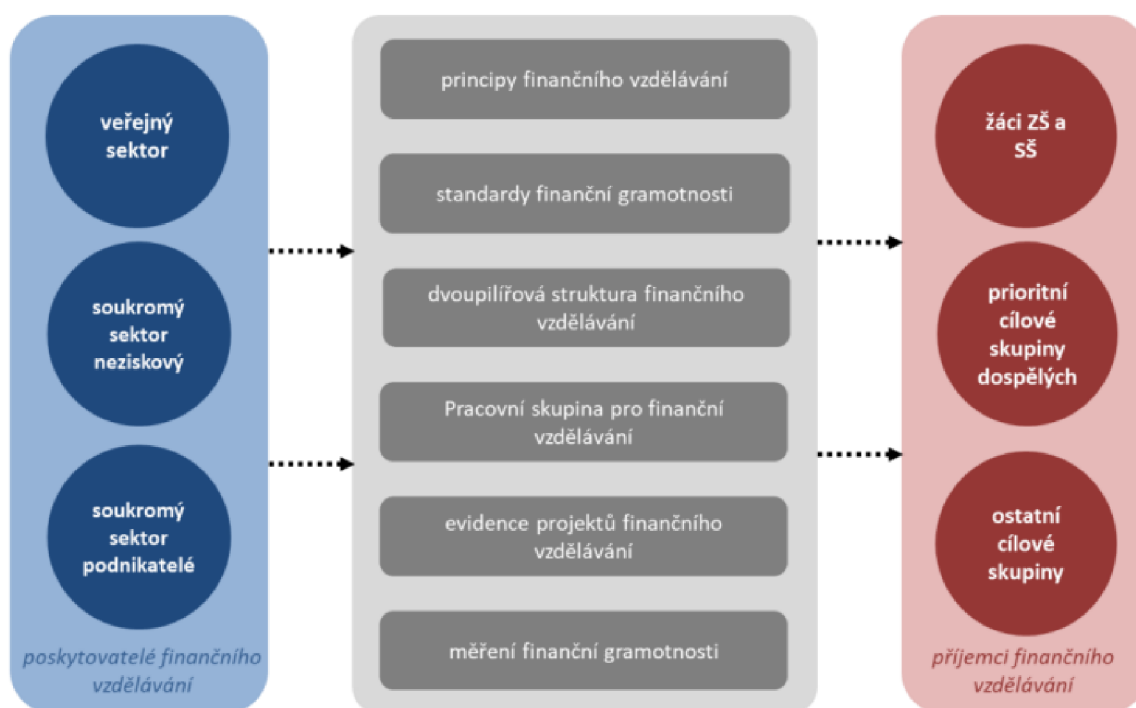 veřejný
sektor
soukromý
sektor
neziskový
soukromý
sektor
podnikatelé
poskytovatelé finančního
vzdělávání
principy finančního vzdělávání
standardy finanční gramotnosti
dvoupilířová struktura finančního
vzdělávání
Pracovní skupina pro finanční
vzdělávání
evidence projektů finančního
vzdělávání
měření finanční gramotnosti
žáci ZŠ a
SŠ
prioritní
cílové
skupiny
dospělých
ostatní
cílové
skupiny
příjemci finančního
vzdělávání